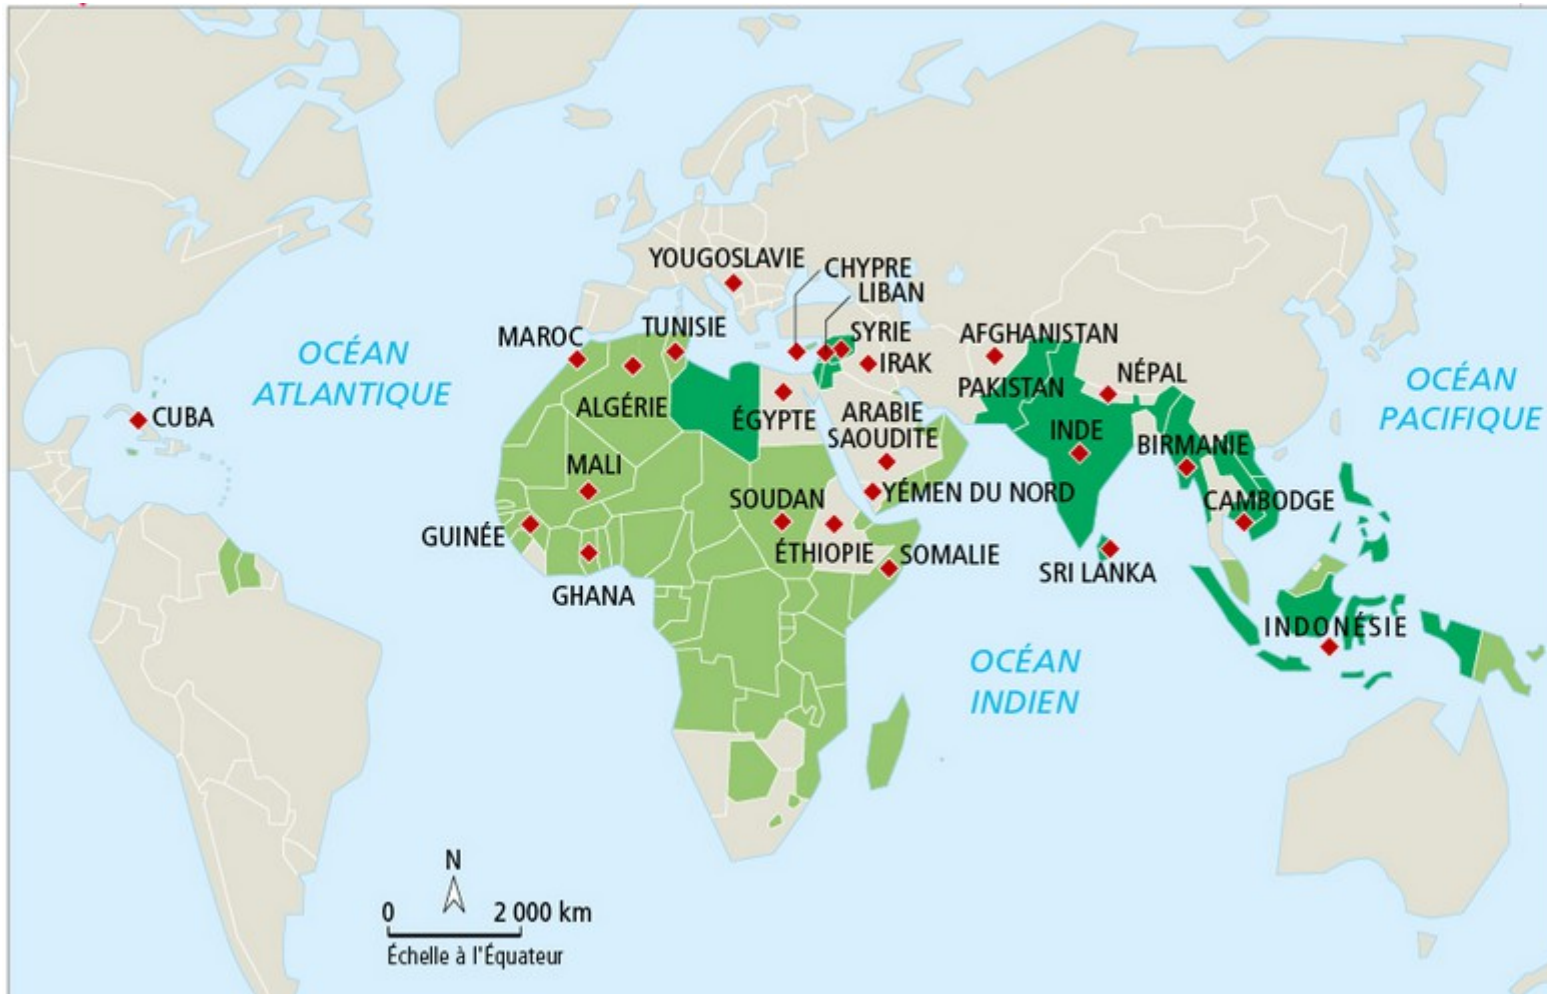 YOUGOSLAVIE
CHYPRE
LIBAN
MAROC
TUNISIE
SYRIE
AFGHANISTAN
IRAK
OCÉAN
ATLANTIQUE
NÉPAL
PAKISTAN
OCÉAN
PACIFIQUE
ALGÉRIE
ÉGYPTE
ARABIE
SAOUDITE
CUBA
INDE
BIRMANIE
MALI
SOUDAN
YÉMEN DU NORD
CAMBODGE
GUINÉE
ÉTHIOPIE
SOMALIE
SRI LANKA
GHANA
INDONÉSIE
OCÉAN
INDIEN
N
0 2 000 km
Échelle à l'Équateur